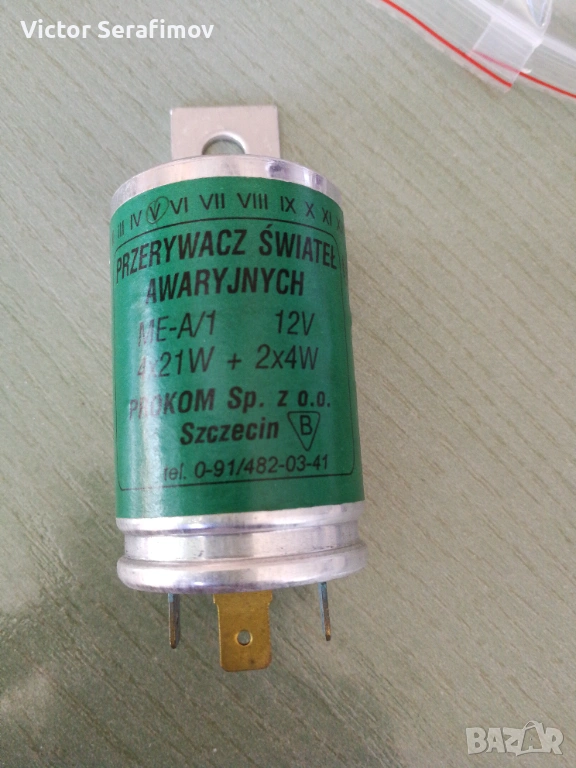 Victor Serafimov
III IV V VI VII VIII IX X XI
PRZERYWACZ ŚWIATEŁ
AWARYJNYCH
ME-A/1 12V
4x21W + 2x4W
PROKOM Sp. z o.o.
Szczecin B
tel. 0-91/482-03-41
BAZAR